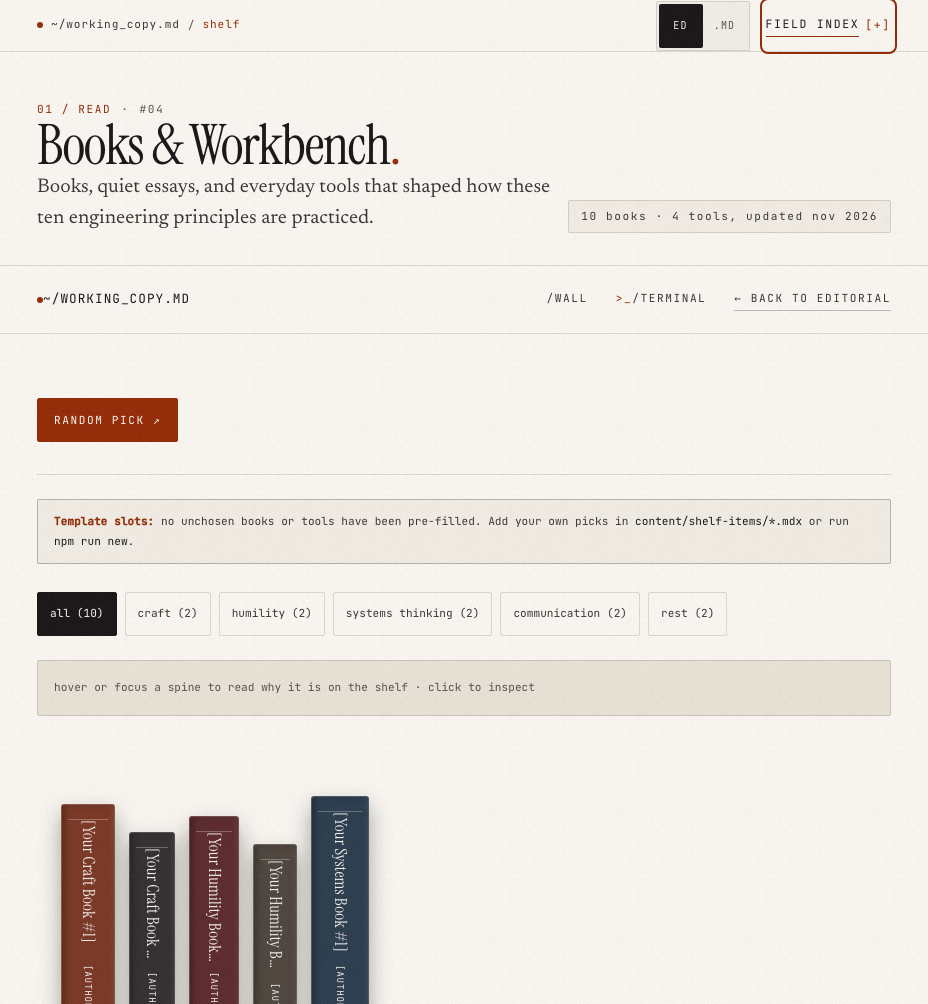 ~/working_copy.md / shelf
ED .MD
FIELD INDEX [+]
01 / READ · #04
Books & Workbench.
Books, quiet essays, and everyday tools that shaped how these
ten engineering principles are practiced.
10 books · 4 tools, updated nov 2026
~/WORKING_COPY.MD
/WALL >_/TERMINAL ← BACK TO EDITORIAL
RANDOM PICK ↗
Template slots: no unchosen books or tools have been pre-filled. Add your own picks in content/shelf-items/*.mdx or run
npm run new.
all (10) craft (2) humility (2) systems thinking (2) communication (2) rest (2)
hover or focus a spine to read why it is on the shelf · click to inspect
[Your Craft Book #1]
[AUTHO
[Your Craft Book …
[AUTH
[Your Humility Book…
[AUTH
[Your Humility B…
[AU
[Your Systems Book #1]
[AUTHO